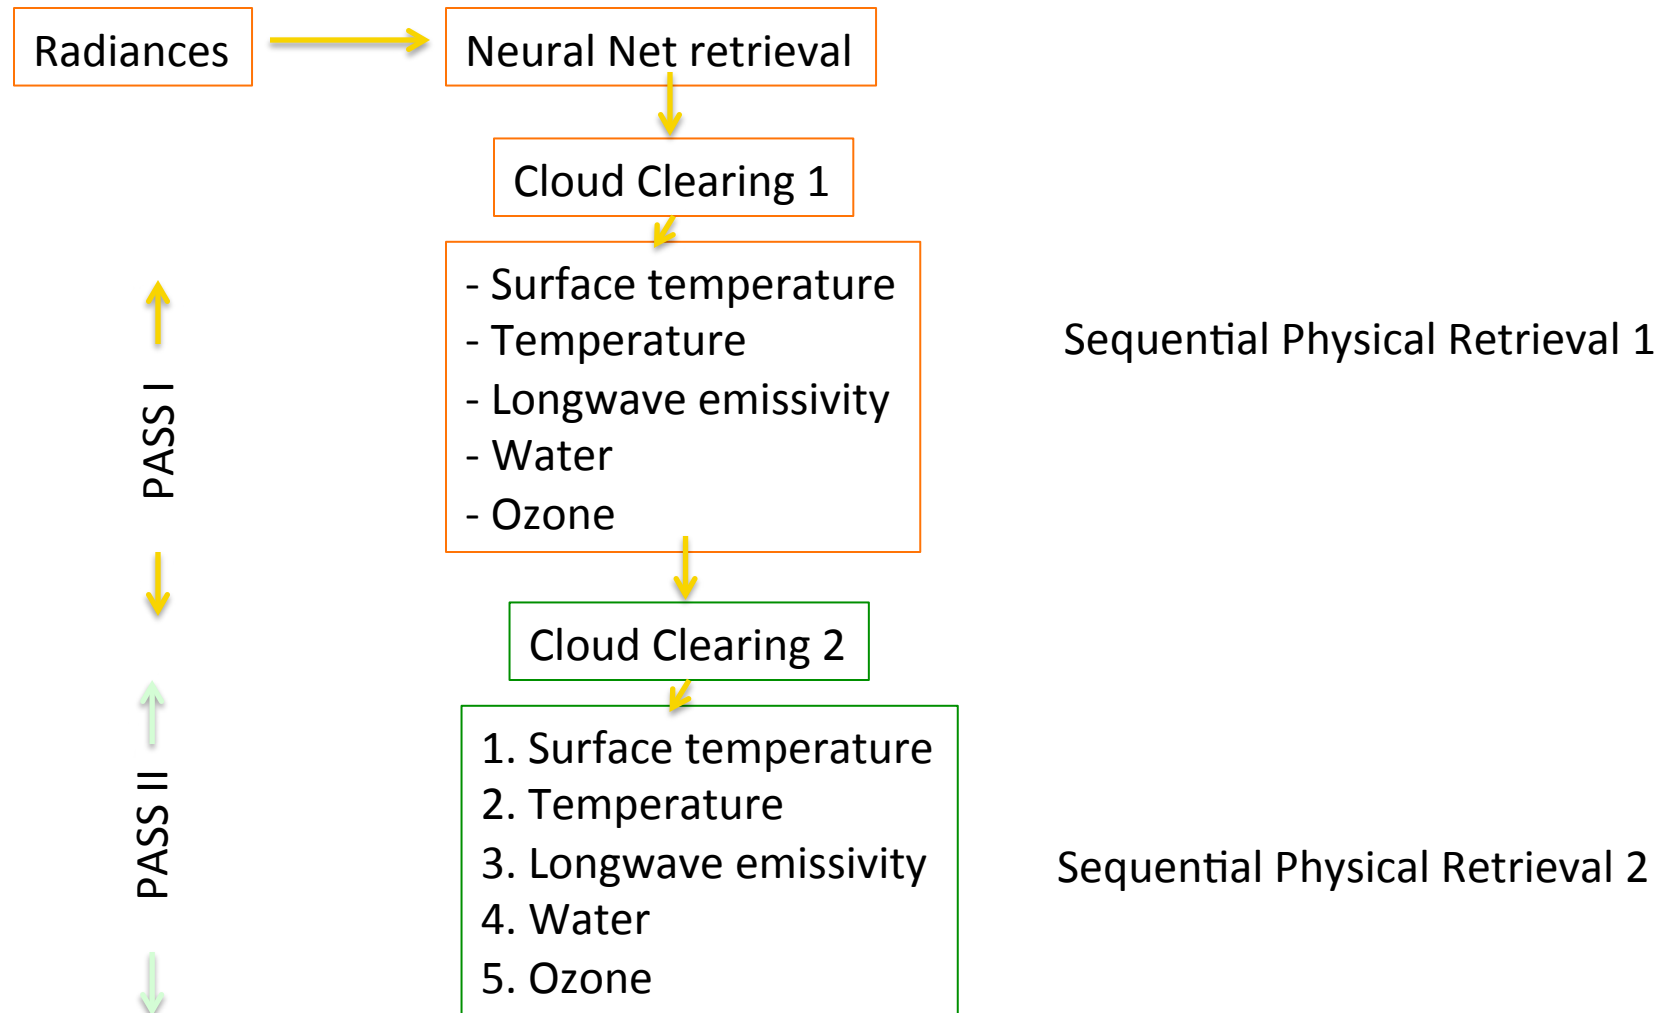 Radiances
Neural Net retrieval
Cloud Clearing 1
- Surface temperature
- Temperature
- Longwave emissivity
- Water
- Ozone
Sequential Physical Retrieval 1
PASS I
Cloud Clearing 2
1. Surface temperature
2. Temperature
3. Longwave emissivity
4. Water
5. Ozone
Sequential Physical Retrieval 2
PASS II